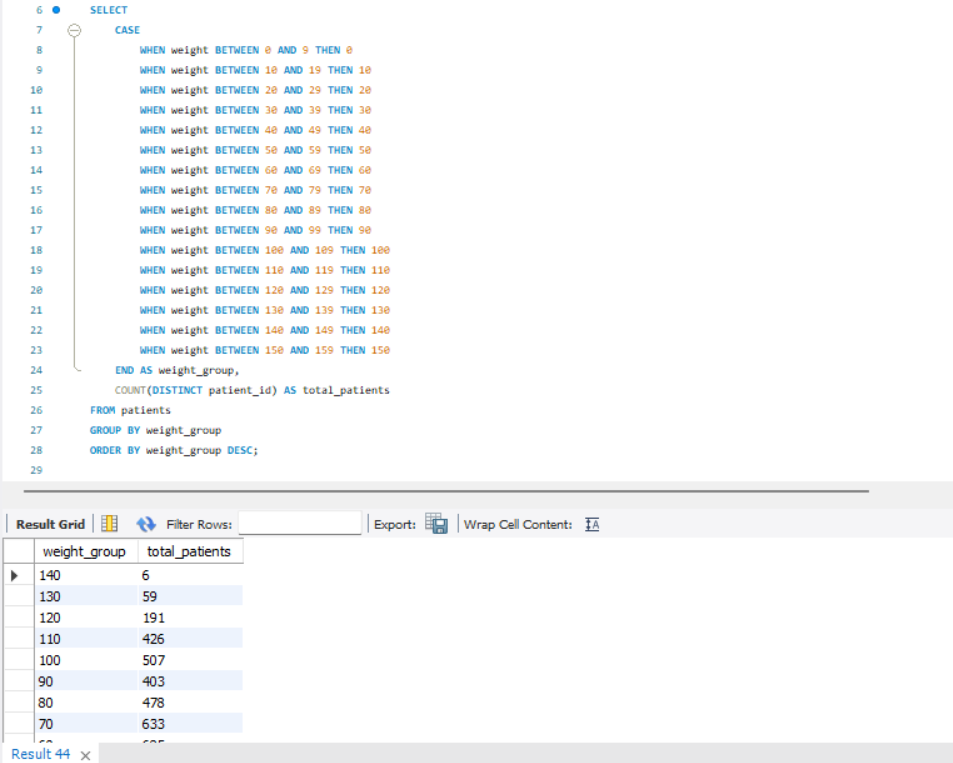 6 SELECT
7 CASE
8 WHEN weight BETWEEN 0 AND 9 THEN 0
9 WHEN weight BETWEEN 10 AND 19 THEN 10
10 WHEN weight BETWEEN 20 AND 29 THEN 20
11 WHEN weight BETWEEN 30 AND 39 THEN 30
12 WHEN weight BETWEEN 40 AND 49 THEN 40
13 WHEN weight BETWEEN 50 AND 59 THEN 50
14 WHEN weight BETWEEN 60 AND 69 THEN 60
15 WHEN weight BETWEEN 70 AND 79 THEN 70
16 WHEN weight BETWEEN 80 AND 89 THEN 80
17 WHEN weight BETWEEN 90 AND 99 THEN 90
18 WHEN weight BETWEEN 100 AND 109 THEN 100
19 WHEN weight BETWEEN 110 AND 119 THEN 110
20 WHEN weight BETWEEN 120 AND 129 THEN 120
21 WHEN weight BETWEEN 130 AND 139 THEN 130
22 WHEN weight BETWEEN 140 AND 149 THEN 140
23 WHEN weight BETWEEN 150 AND 159 THEN 150
24 END AS weight_group,
25 COUNT(DISTINCT patient_id) AS total_patients
26 FROM patients
27 GROUP BY weight_group
28 ORDER BY weight_group DESC;
29
Result Grid Filter Rows: Export: Wrap Cell Content:
weight_group total_patients
140 6
130 59
120 191
110 426
100 507
90 403
80 478
70 633
Result 44